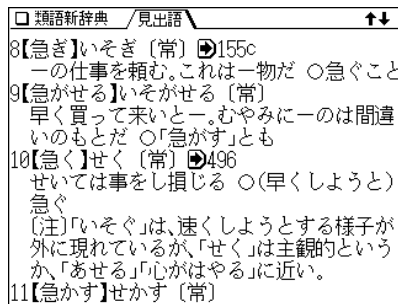 類語新辞典 見出語 ↑↓
8【急ぎ】いそぎ〔常〕➡155c
ーの仕事を頼む。これは一物だ ○急ぐこと
9【急がせる】いそがせる〔常〕
早く買って来いとー。むやみにーのは間違
いのもとだ ○「急がす」とも
10【急く】せく〔常〕➡496
せいては事をし損じる ○(早くしようと)
急ぐ
〔注〕「いそぐ」は、速くしようとする様子が
外に現れているが、「せく」は主観的という
か、「あせる」「心がはやる」に近い。
11【急かす】せかす〔常〕